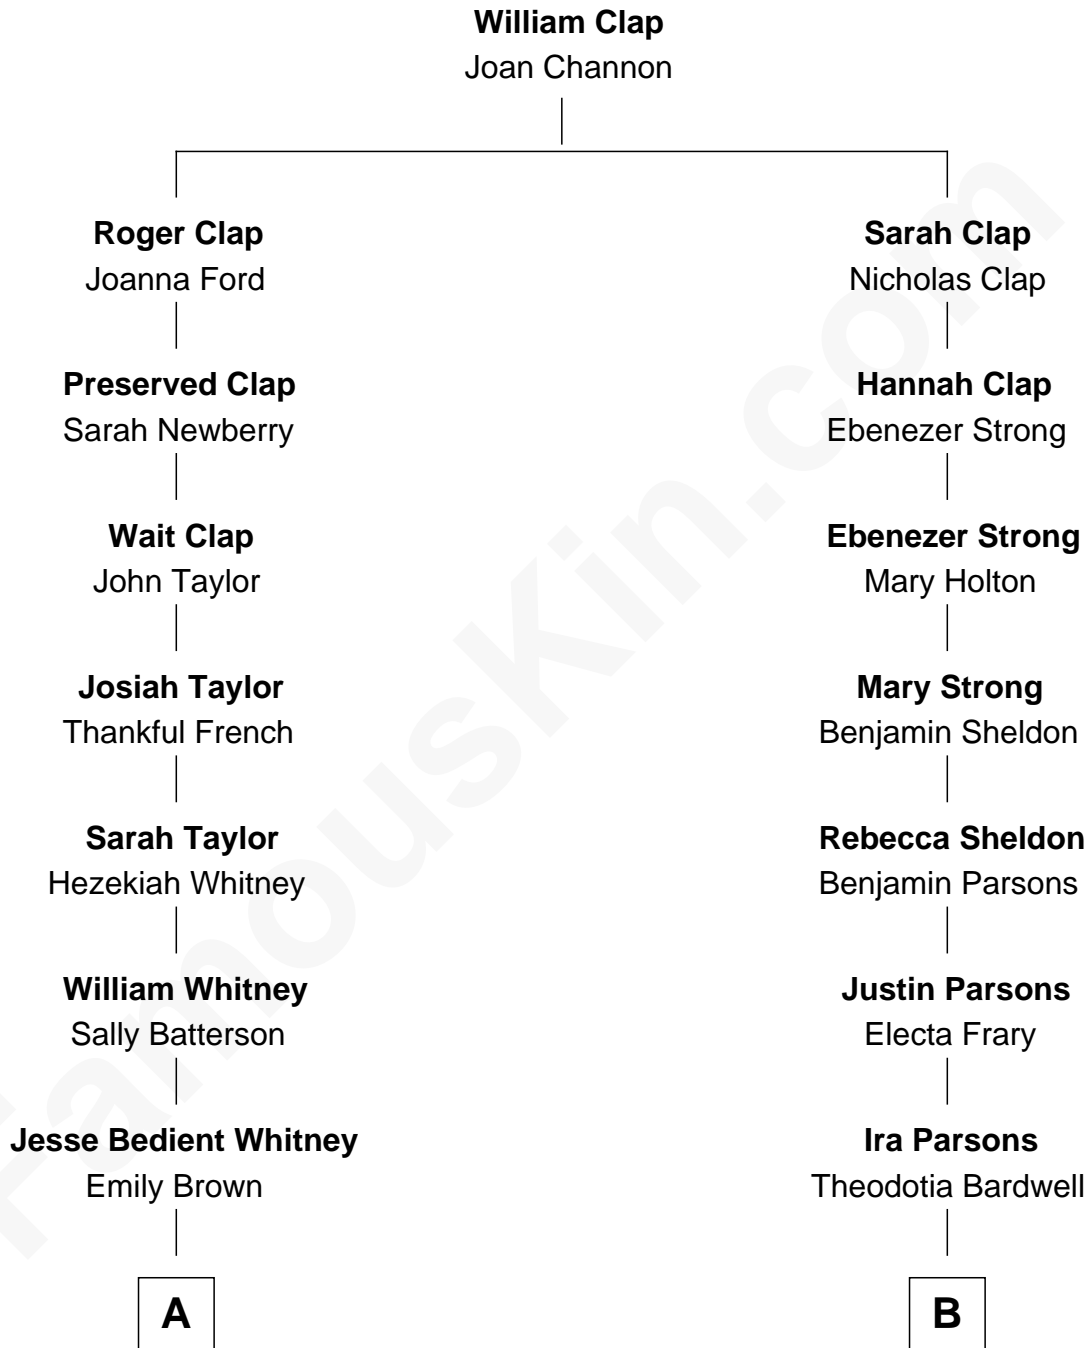 William Clap
Joan Channon
Roger Clap
Joanna Ford
Sarah Clap
Nicholas Clap
Preserved Clap
Sarah Newberry
Hannah Clap
Ebenezer Strong
Wait Clap
John Taylor
Ebenezer Strong
Mary Holton
Josiah Taylor
Thankful French
Mary Strong
Benjamin Sheldon
Sarah Taylor
Hezekiah Whitney
Rebecca Sheldon
Benjamin Parsons
William Whitney
Sally Batterson
Justin Parsons
Electa Frary
Jesse Bedient Whitney
Emily Brown
Ira Parsons
Theodotia Bardwell
A
B
FamousKin.com